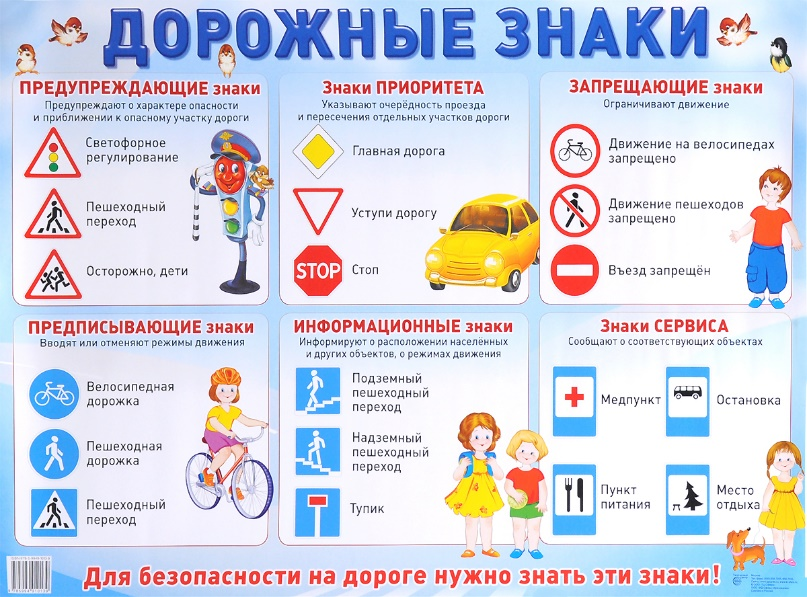 ДОРОЖНЫЕ ЗНАКИ
ПРЕДУПРЕЖДАЮЩИЕ знаки
Предупреждают о характере опасности
и приближении к опасному участку дороги
Светофорное
регулирование
Пешеходный
переход
Осторожно, дети
Знаки ПРИОРИТЕТА
Указывают очерёдность проезда
и пересечения отдельных участков дороги
Главная дорога
Уступи дорогу
STOP
Стоп
ЗАПРЕЩАЮЩИЕ знаки
Ограничивают движение
Движение на велосипедах
запрещено
Движение пешеходов
запрещено
Въезд запрещён
ПРЕДПИСЫВАЮЩИЕ знаки
Вводят или отменяют режимы движения
Велосипедная
дорожка
Пешеходная
дорожка
Пешеходный
переход
ИНФОРМАЦИОННЫЕ знаки
Информируют о расположении населённых
и других объектов, о режимах движения
Подземный
пешеходный
переход
Надземный
пешеходный
переход
Тупик
Знаки СЕРВИСА
Сообщают о соответствующих объектах
Медпункт
Остановка
Пункт
питания
Место
отдыха
Для безопасности на дороге нужно знать эти знаки!